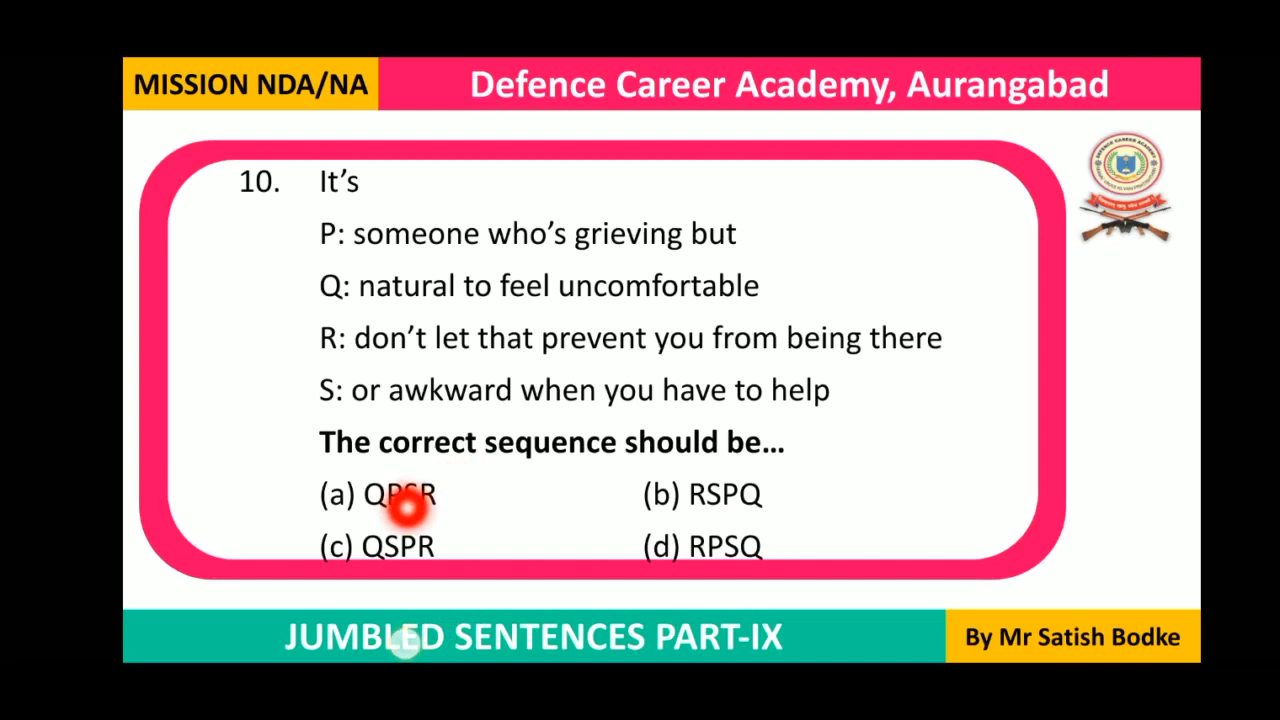 MISSION NDA/NA
Defence Career Academy, Aurangabad
10. It's
P: someone who's grieving but
Q: natural to feel uncomfortable
R: don't let that prevent you from being there
S: or awkward when you have to help
The correct sequence should be...
(a) QPSR (b) RSPQ
(c) QSPR (d) RPSQ
JUMBLED SENTENCES PART-IX
By Mr Satish Bodke